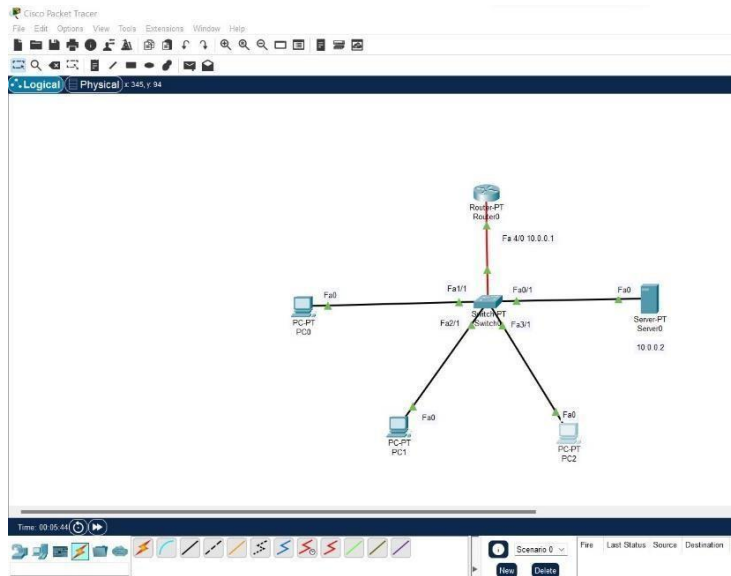 Cisco Packet Tracer
File Edit Options View Tools Extensions Window Help
Logical Physical x: 345, y: 94
Router-PT
Router0
Fa 4/0 10.0.0.1
Fa0
Fa1/1
Fa0/1
Fa0
PC-PT
PC0
Switch-PT
Switch0
Fa2/1
Fa3/1
Server-PT
Server0
10.0.0.2
Fa0
Fa0
PC-PT
PC1
PC-PT
PC2
Time: 00:05:44
Scenario 0
Fire Last Status Source Destination
New Delete